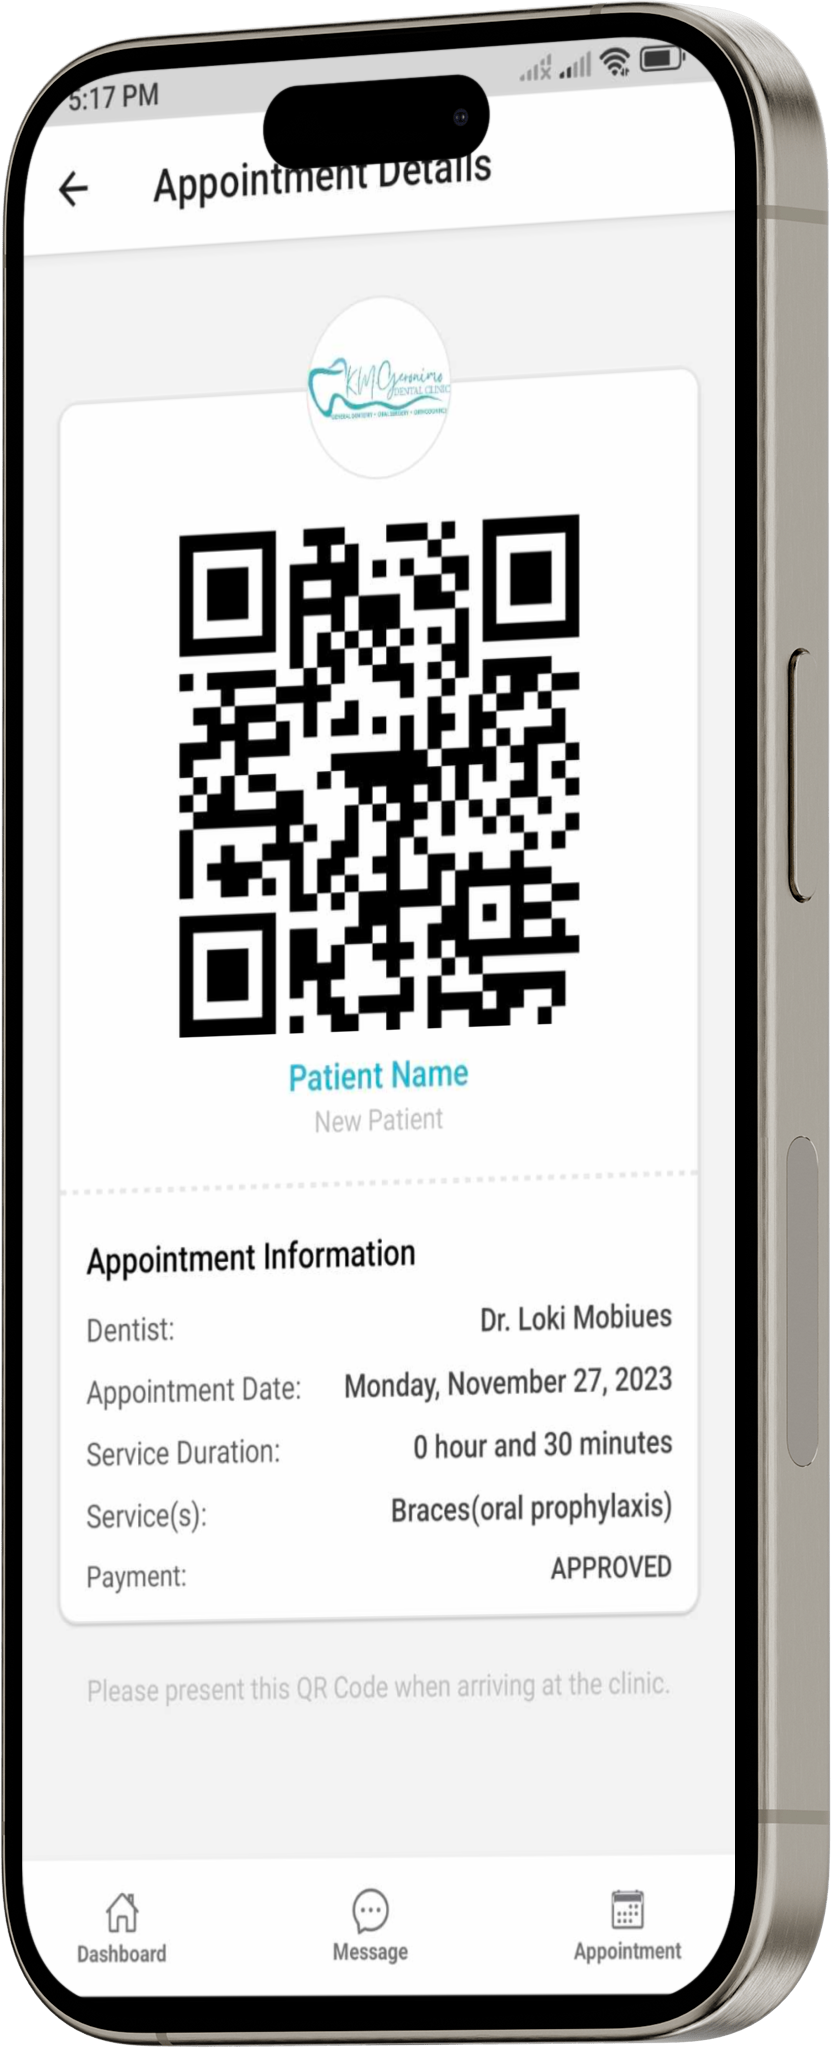 5:17 PM
Appointment Details
KMGeronimo
DENTAL CLINIC
GENERAL DENTISTRY • ORAL SURGERY • ORTHODONTICS
Patient Name
New Patient
Appointment Information
Dentist: Dr. Loki Mobiues
Appointment Date: Monday, November 27, 2023
Service Duration: 0 hour and 30 minutes
Service(s): Braces(oral prophylaxis)
Payment: APPROVED
Please present this QR Code when arriving at the clinic.
Dashboard Message Appointment